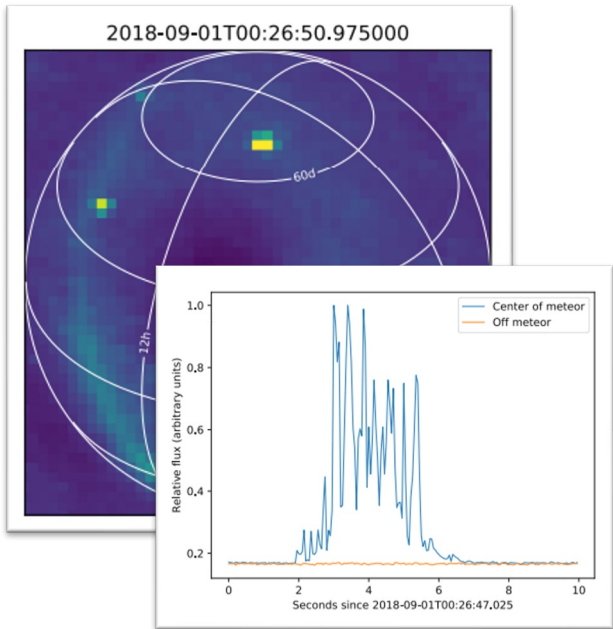 2018-09-01T00:26:50.975000
60d
12h
Center of meteor
Off meteor
Relative flux (arbitrary units)
1.0
0.8
0.6
0.4
0.2
0
2
4
6
8
10
Seconds since 2018-09-01T00:26:47.025